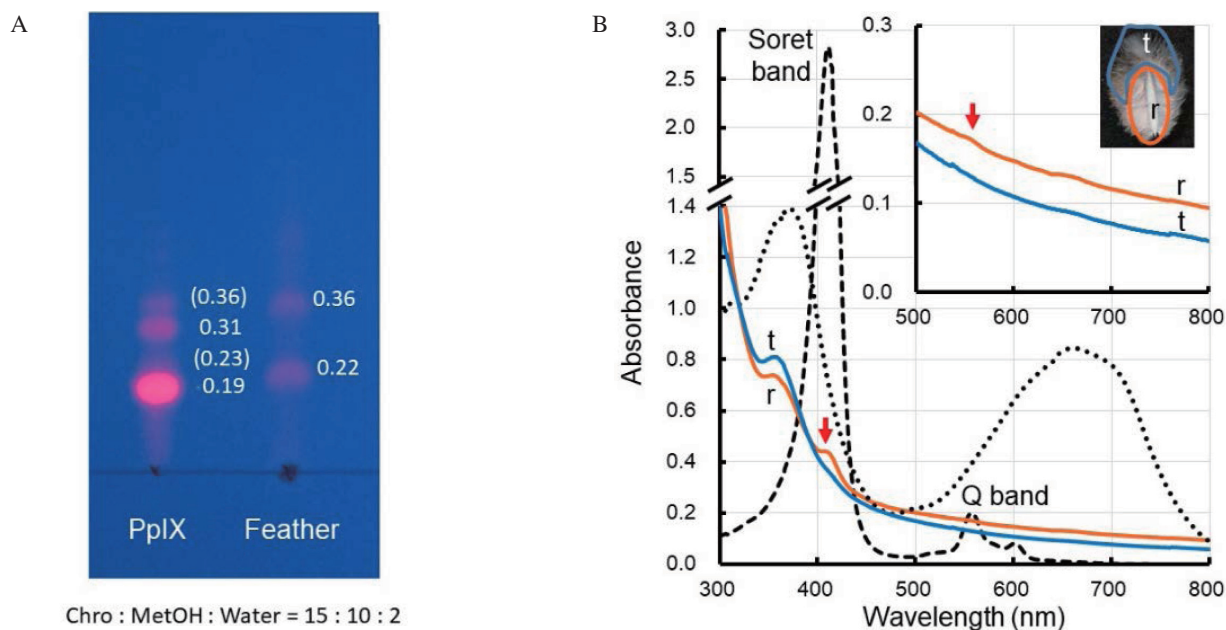 A
(0.36)
0.31
(0.23)
0.19
0.36
0.22
PpIX
Feather
Chro : MetOH : Water = 15 : 10 : 2
B
Soret
band
3.0
2.5
2.0
1.5
1.4
1.2
1.0
0.8
0.6
0.4
0.2
0.0
Absorbance
t
r
Q band
300
400
500
600
700
800
Wavelength (nm)
0.3
0.2
0.1
0.0
r
t
500
600
700
800
t
r